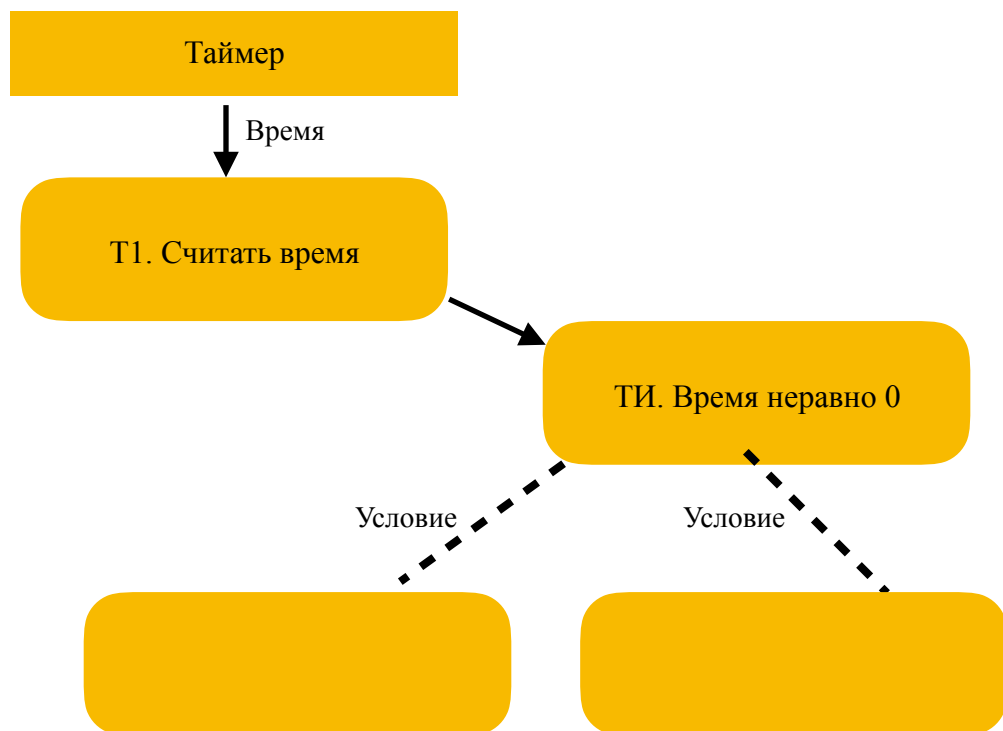 Таймер
Время
Т1. Считать время
ТИ. Время неравно 0
Условие
Условие